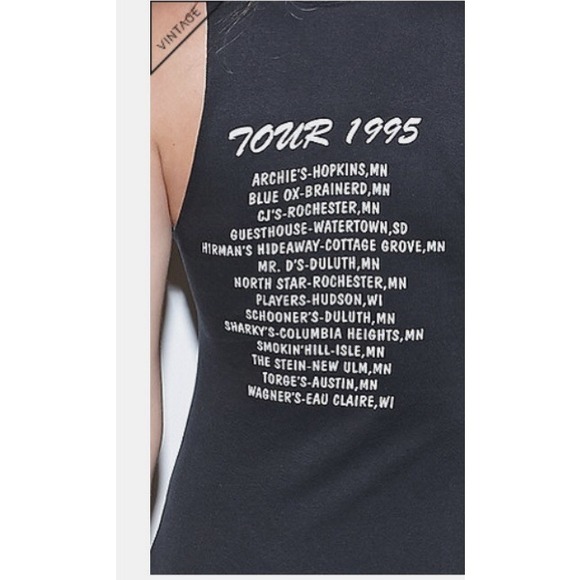 VINTAGE
TOUR 1995
ARCHIE'S-HOPKINS,MN
BLUE OX-BRAINERD,MN
CJ'S-ROCHESTER,MN
GUESTHOUSE-WATERTOWN,SD
HIRMAN'S HIDEAWAY-COTTAGE GROVE,MN
MR. D'S-DULUTH,MN
NORTH STAR-ROCHESTER,MN
PLAYERS-HUDSON,WI
SCHOONER'S-DULUTH,MN
SHARKY'S-COLUMBIA HEIGHTS,MN
SMOKIN'HILL-ISLE,MN
THE STEIN-NEW ULM,MN
TORGE'S-AUSTIN,MN
WAGNER'S-EAU CLAIRE,WI